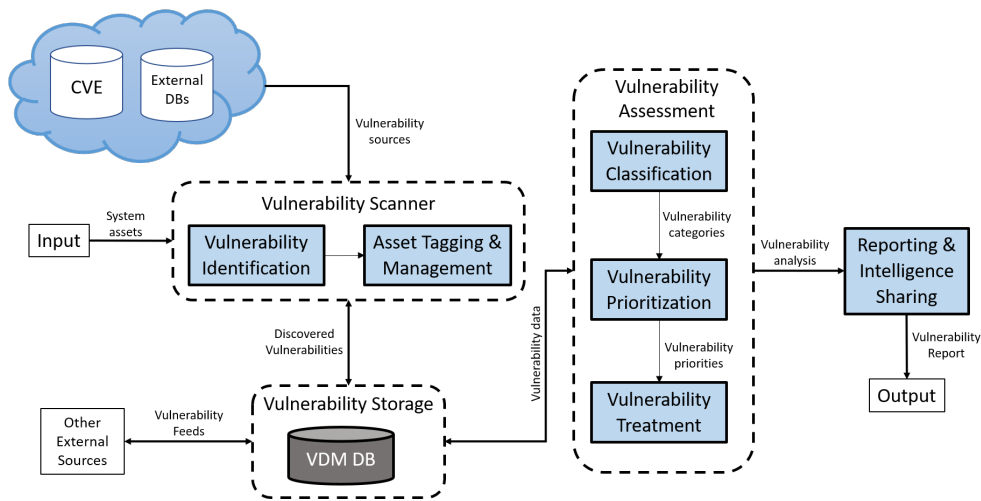 CVE
External
DBs
Vulnerability
sources
Input
System
assets
Vulnerability Scanner
Vulnerability
Identification
Asset Tagging &
Management
Discovered
Vulnerabilities
Other
External
Sources
Vulnerability
Feeds
Vulnerability Storage
VDM DB
Vulnerability data
Vulnerability
Assessment
Vulnerability
Classification
Vulnerability
categories
Vulnerability
Prioritization
Vulnerability
priorities
Vulnerability
Treatment
Vulnerability
analysis
Reporting &
Intelligence
Sharing
Vulnerability
Report
Output